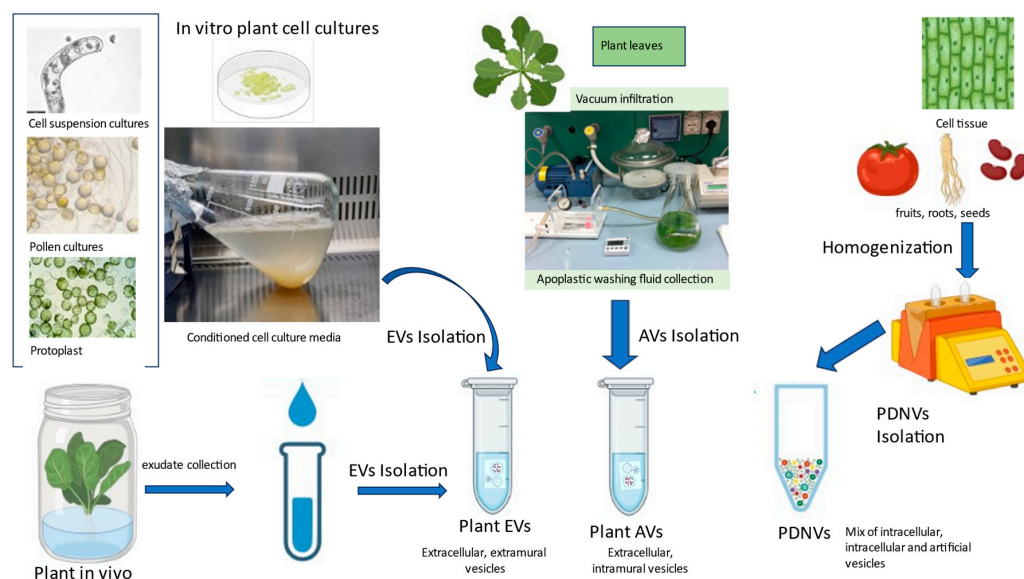 In vitro plant cell cultures
Cell suspension cultures
Pollen cultures
Protoplast
Conditioned cell culture media
EVs Isolation
Plant leaves
Vacuum infiltration
Apoplastic washing fluid collection
AVs Isolation
Cell tissue
fruits, roots, seeds
Homogenization
PDNVs
Isolation
exudate collection
EVs Isolation
Plant in vivo
Plant EVs
Extracellular, extramural
vesicles
Plant AVs
Extracellular,
intramural vesicles
PDNVs
Mix of intracellular,
intracellular and artificial
vesicles